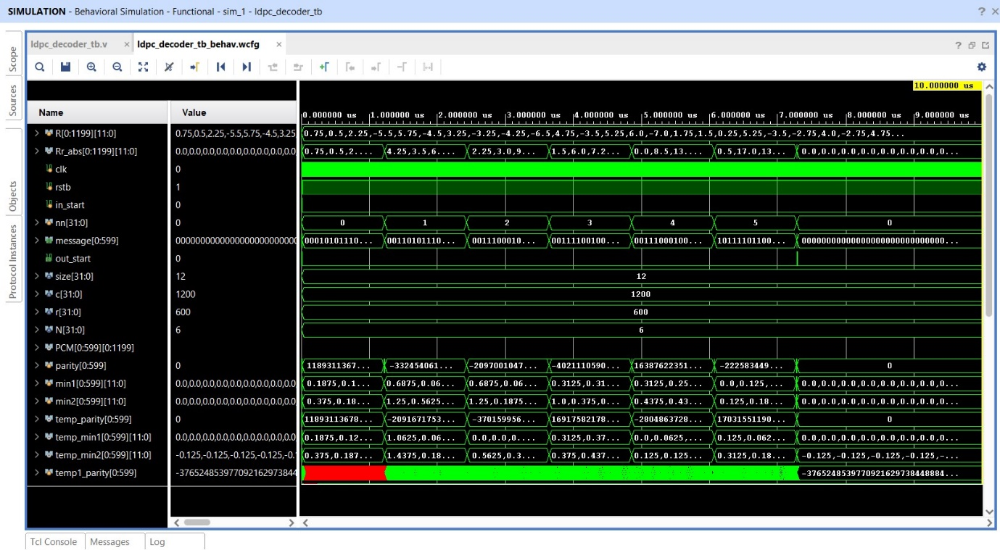 SIMULATION - Behavioral Simulation - Functional - sim_1 - ldpc_decoder_tb
ldpc_decoder_tb.v
ldpc_decoder_tb_behav.wcfg
Scope
Sources
Objects
Protocol Instances
10.000000 us
Name Value 0.000000 us 1.000000 us 2.000000 us 3.000000 us 4.000000 us 5.000000 us 6.000000 us 7.000000 us 8.000000 us 9.000000 us
R[0:1199][11:0] 0.75,0.5,2.25,-5.5,5.75,-4.5,3.25 0.75,0.5,2.25,-5.5,5.75,-4.5,3.25,-3.25,-4.25,-6.5,4.75,-3.5,5.25,6.0,-7.0,1.75,1.5,0.25,5.25,-3.5,-2.75,4.0,-2.75,4.75...
Rr_abs[0:1199][11:0] 0.0,0.0,0.0,0.0,0.0,0.0,0.0,0.0,0.0 0.75,0.5,2.... 4.25,3.5,6.... 2.25,3.0,9... 1.5,6.0,7.2... 0.0,8.5,13... 0.5,17.0,13... 0.0,0.0,0.0,0.0,0.0,0.0,0.0,...
clk 0
rstb 1
in_start 0
nn[31:0] 0 0 1 2 3 4 5 0
message[0:599] 00000000000000000000000000 00010101110... 00110101110... 0011100010... 00111100100... 00111000100... 10111101100... 0000000000000000000000000000...
out_start 0
size[31:0] 12 12
c[31:0] 1200 1200
r[31:0] 600 600
N[31:0] 6 6
PCM[0:599][0:1199]
parity[0:599] 0 1189311367... -332454061... -2097001047... -4021110590... 16387622351... -222583449... 0
min1[0:599][11:0] 0.0,0.0,0.0,0.0,0.0,0.0,0.0,0.0,0.0 0.1875,0.1... 0.6875,0.06... 0.6875,0.06... 0.3125,0.31... 0.3125,0.25... 0.0,0.125,... 0.0,0.0,0.0,0.0,0.0,0.0,0.0,...
min2[0:599][11:0] 0.0,0.0,0.0,0.0,0.0,0.0,0.0,0.0,0.0 0.375,0.18... 1.25,0.5625... 1.25,0.1875... 1.0,0.375,0... 0.4375,0.43... 0.125,0.18... 0.0,0.0,0.0,0.0,0.0,0.0,0.0,...
temp_parity[0:599] 0 11893113678... -2091671753... -370159956... 16917582178... -2804863728... 17031551190... 0
temp_min1[0:599][11:0] 0.0,0.0,0.0,0.0,0.0,0.0,0.0,0.0,0.0 0.1875,0.12... 1.0625,0.06... 0.0,0.0,0.0... 0.3125,0.37... 0.0,0.0625,... 0.125,0.062... 0.0,0.0,0.0,0.0,0.0,0.0,0.0,...
temp_min2[0:599][11:0] -0.125,-0.125,-0.125,-0.125,-0. 0.375,0.187... 1.4375,0.18... 0.5625,0.3... 0.375,0.437... 0.125,0.125... 0.3125,0.18... -0.125,-0.125,-0.125,-0.125,-...
temp1_parity[0:599] -37652485397709216297384 -3765248539770921629738448884...
Tcl Console Messages Log